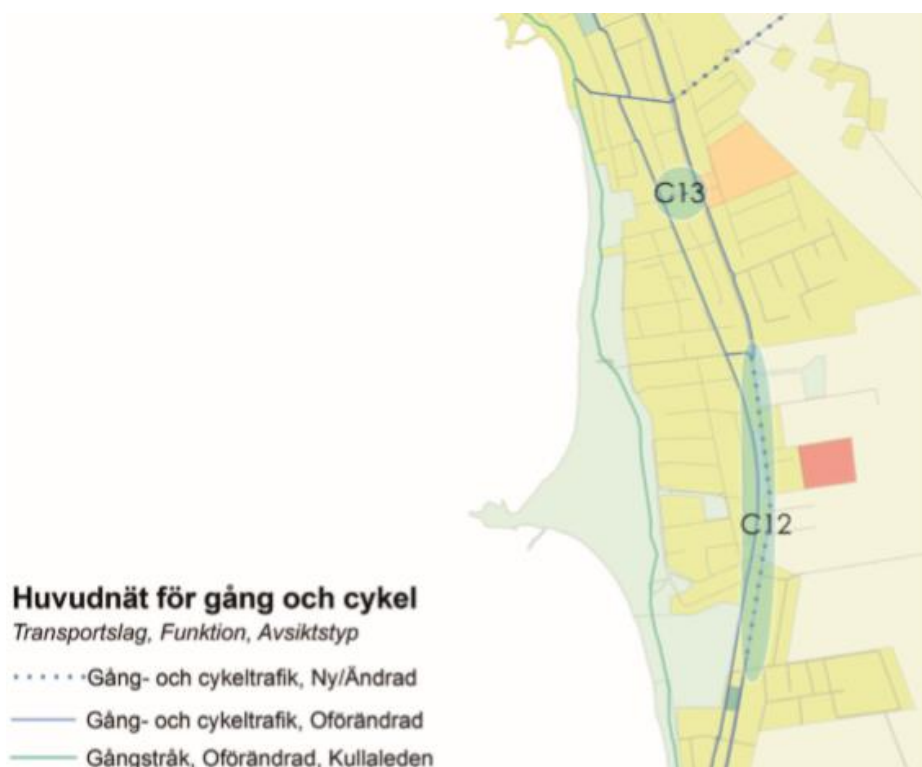 C13
C12
Huvudnät för gång och cykel
Transportslag, Funktion, Avsiktstyp
Gång- och cykeltrafik, Ny/Ändrad
Gång- och cykeltrafik, Oförändrad
Gångstråk, Oförändrad, Kullaleden